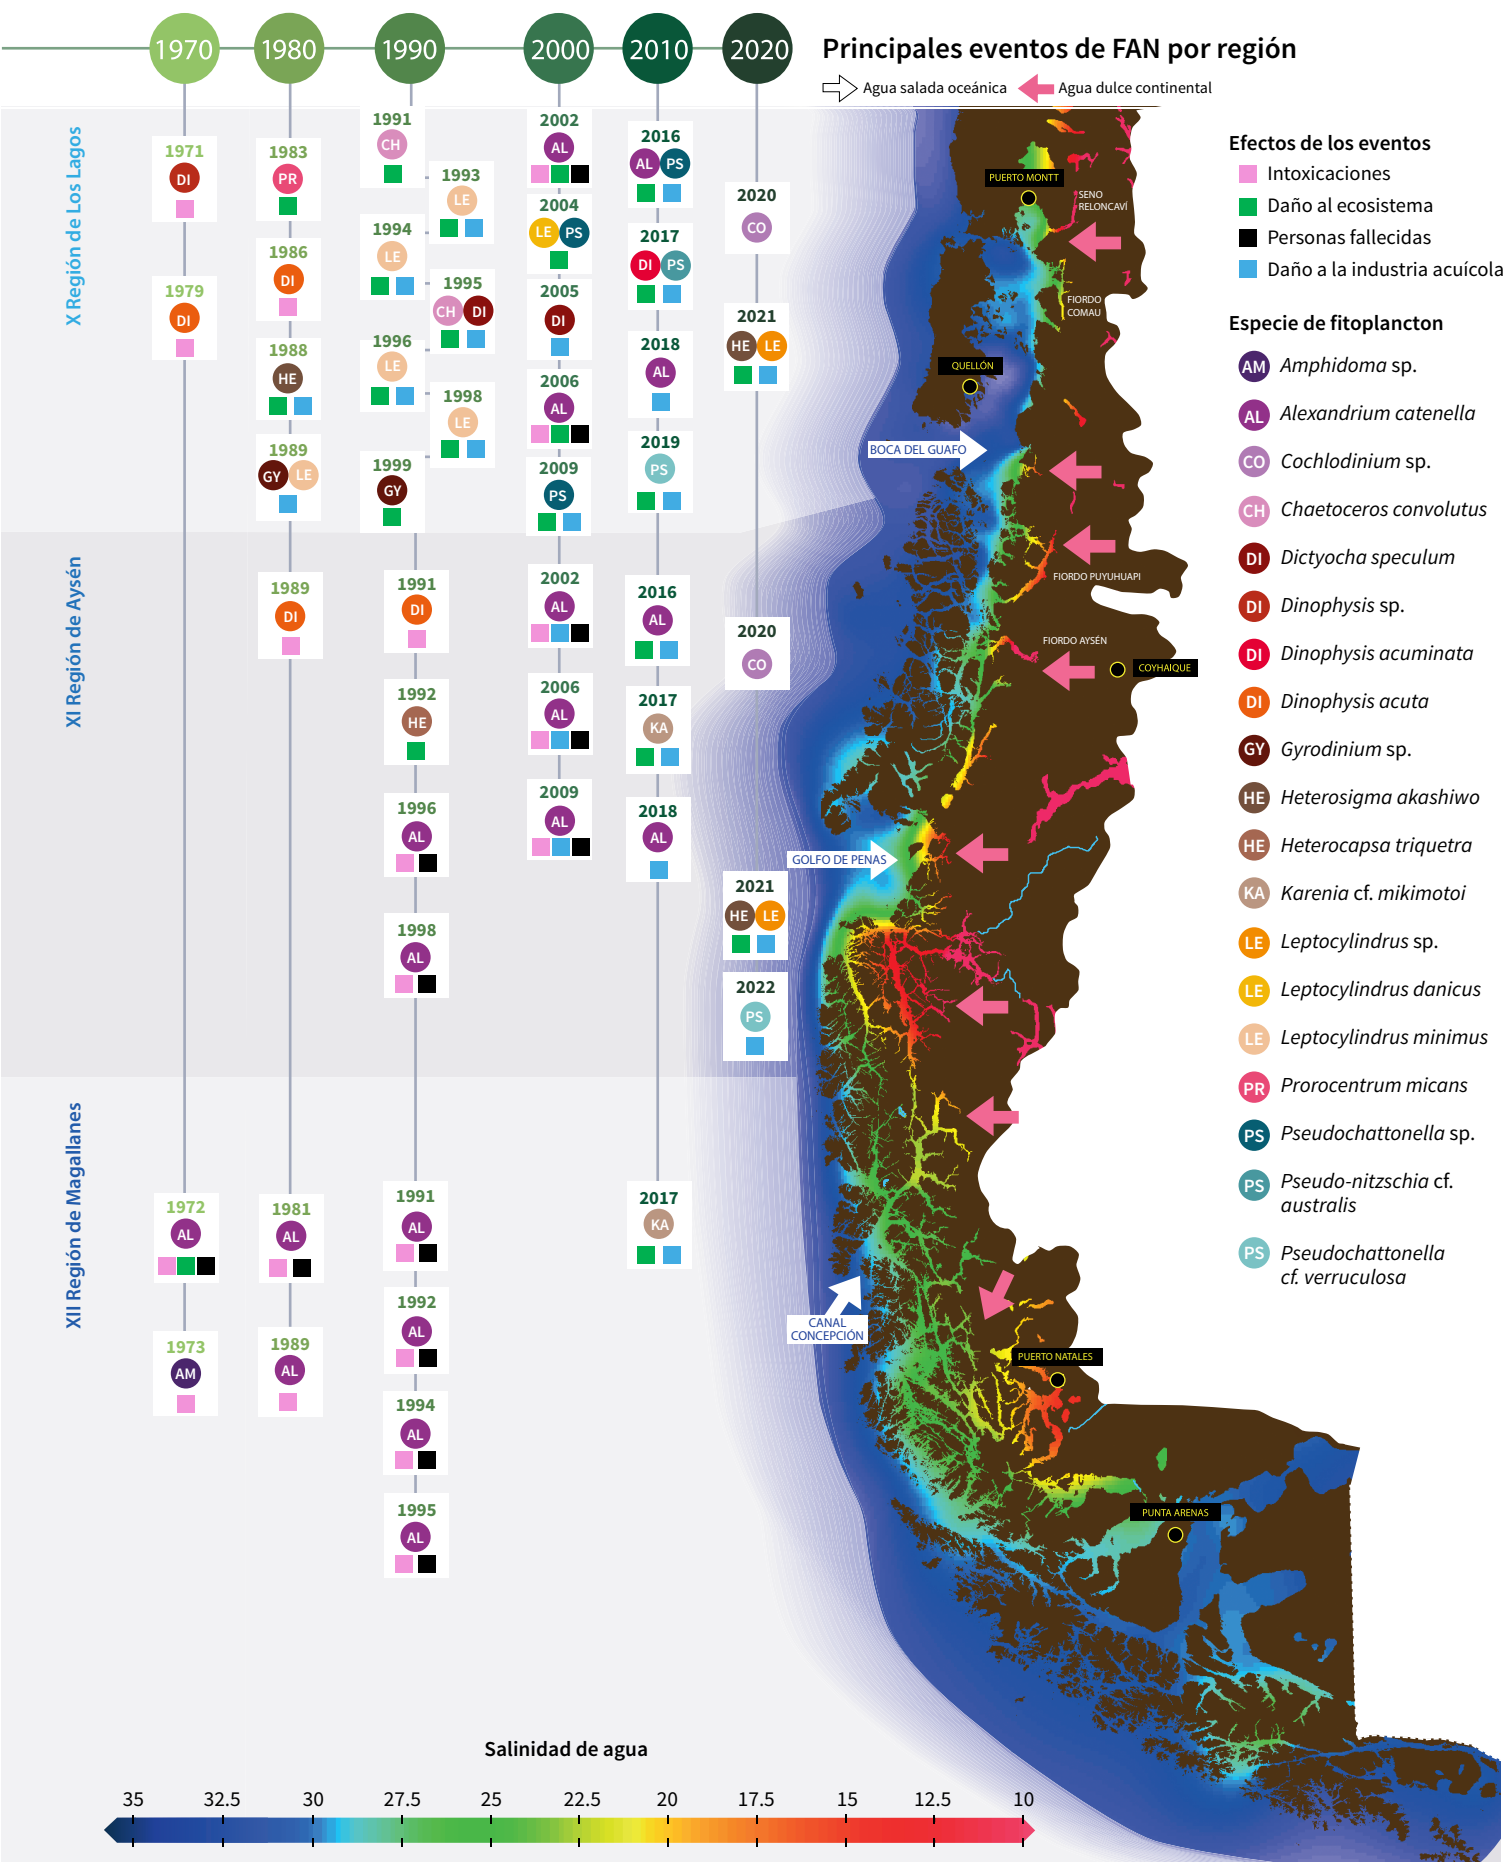 1970
1980
1990
2000
2010
2020
Principales eventos de FAN por región
Agua salada oceánica
Agua dulce continental
X Región de Los Lagos
1971
DI
1979
DI
1983
PR
1986
DI
1988
HE
1989
GY LE
1991
CH
1993
LE
1994
LE
1995
CH DI
1996
LE
1998
LE
1999
GY
2002
AL
2004
LE PS
2005
DI
2006
AL
2009
PS
2016
AL PS
2017
DI PS
2018
AL
2019
PS
2020
CO
2021
HE LE
XI Región de Aysén
1989
DI
1991
DI
1992
HE
1996
AL
1998
AL
2002
AL
2006
AL
2009
AL
2016
AL
2017
KA
2018
AL
2020
CO
2021
HE LE
2022
PS
XII Región de Magallanes
1972
AL
1973
AM
1981
AL
1989
AL
1991
AL
1992
AL
1994
AL
1995
AL
2017
KA
PUERTO MONTT
SENO
RELONCAVÍ
FIORDO
COMAU
QUELLÓN
BOCA DEL GUAFO
FIORDO PUYUHUAPI
FIORDO AYSÉN
COYHAIQUE
GOLFO DE PENAS
CANAL
CONCEPCIÓN
PUERTO NATALES
PUNTA ARENAS
Efectos de los eventos
Intoxicaciones
Daño al ecosistema
Personas fallecidas
Daño a la industria acuícola
Especie de fitoplancton
AM Amphidoma sp.
AL Alexandrium catenella
CO Cochlodinium sp.
CH Chaetoceros convolutus
DI Dictyocha speculum
DI Dinophysis sp.
DI Dinophysis acuminata
DI Dinophysis acuta
GY Gyrodinium sp.
HE Heterosigma akashiwo
HE Heterocapsa triquetra
KA Karenia cf. mikimotoi
LE Leptocylindrus sp.
LE Leptocylindrus danicus
LE Leptocylindrus minimus
PR Prorocentrum micans
PS Pseudochattonella sp.
PS Pseudo-nitzschia cf.
australis
PS Pseudochattonella
cf. verruculosa
Salinidad de agua
35 32.5 30 27.5 25 22.5 20 17.5 15 12.5 10